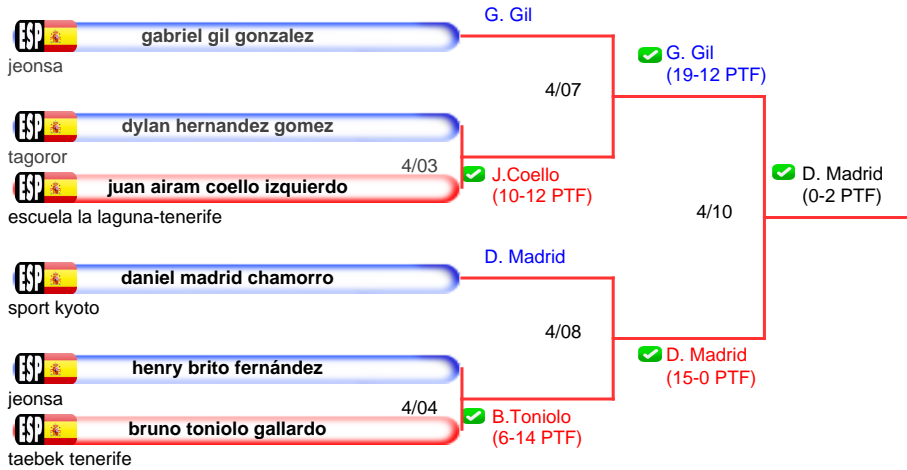 G. Gil
ESP gabriel gil gonzalez
jeonsa
G. Gil
(19-12 PTF)
4/07
ESP dylan hernandez gomez
tagoror
4/03
J.Coello
(10-12 PTF)
ESP juan airam coello izquierdo
escuela la laguna-tenerife
D. Madrid
(0-2 PTF)
4/10
D. Madrid
ESP daniel madrid chamorro
sport kyoto
4/08
D. Madrid
(15-0 PTF)
ESP henry brito fernández
jeonsa
4/04
B.Toniolo
(6-14 PTF)
ESP bruno toniolo gallardo
taebek tenerife